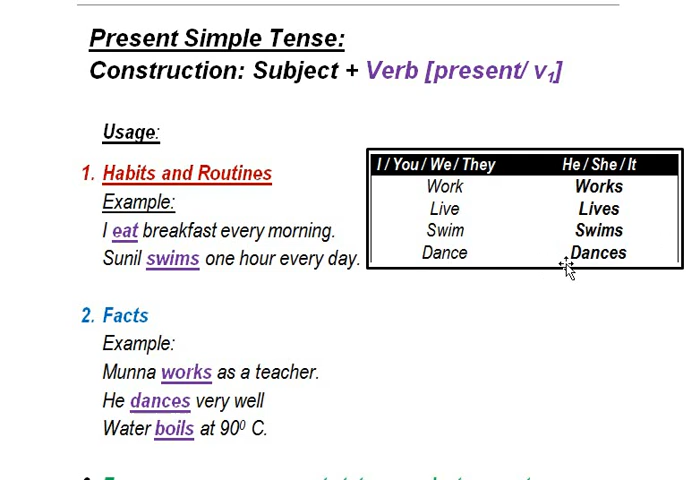 Present Simple Tense:
Construction: Subject + Verb [present/ v₁]
Usage:
1. Habits and Routines
Example:
I eat breakfast every morning.
Sunil swims one hour every day.
I / You / We / They He / She / It
Work Works
Live Lives
Swim Swims
Dance Dances
2. Facts
Example:
Munna works as a teacher.
He dances very well
Water boils at 90⁰ C.